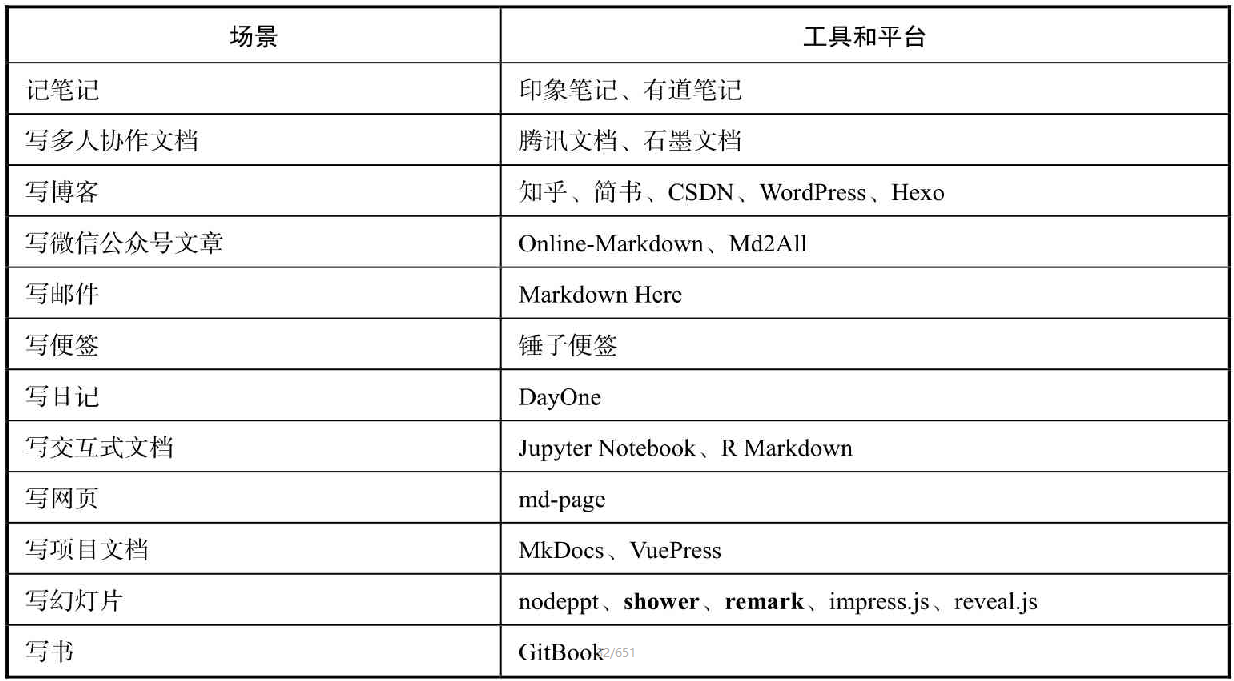 场景 工具和平台
记笔记 印象笔记、有道笔记
写多人协作文档 腾讯文档、石墨文档
写博客 知乎、简书、CSDN、WordPress、Hexo
写微信公众号文章 Online-Markdown、Md2All
写邮件 Markdown Here
写便签 锤子便签
写日记 DayOne
写交互式文档 Jupyter Notebook、R Markdown
写网页 md-page
写项目文档 MkDocs、VuePress
写幻灯片 nodeppt、shower、remark、impress.js、reveal.js
写书 GitBook